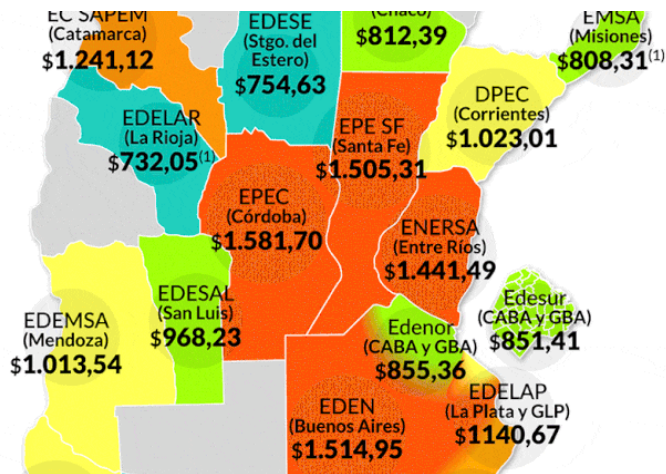 EC SAPEM
(Catamarca)
$1.241,12
EDESE
(Stgo. del
Estero)
$754,63
(Chaco)
$812,39
EMSA
(Misiones)
$808,31(1)
EDELAR
(La Rioja)
$732,05(1)
EPE SF
(Santa Fe)
$1.505,31
DPEC
(Corrientes)
$1.023,01
EPEC
(Córdoba)
$1.581,70
ENERSA
(Entre Ríos)
$1.441,49
EDEMSA
(Mendoza)
$1.013,54
EDESAL
(San Luis)
$968,23
Edenor
(CABA y GBA)
$855,36
Edesur
(CABA y GBA)
$851,41
EDEN
(Buenos Aires)
$1.514,95
EDELAP
(La Plata y GLP)
$1140,67